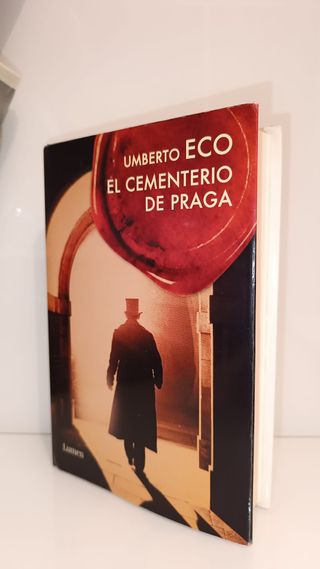 UMBERTO ECO
EL CEMENTERIO
DE PRAGA
Lumen